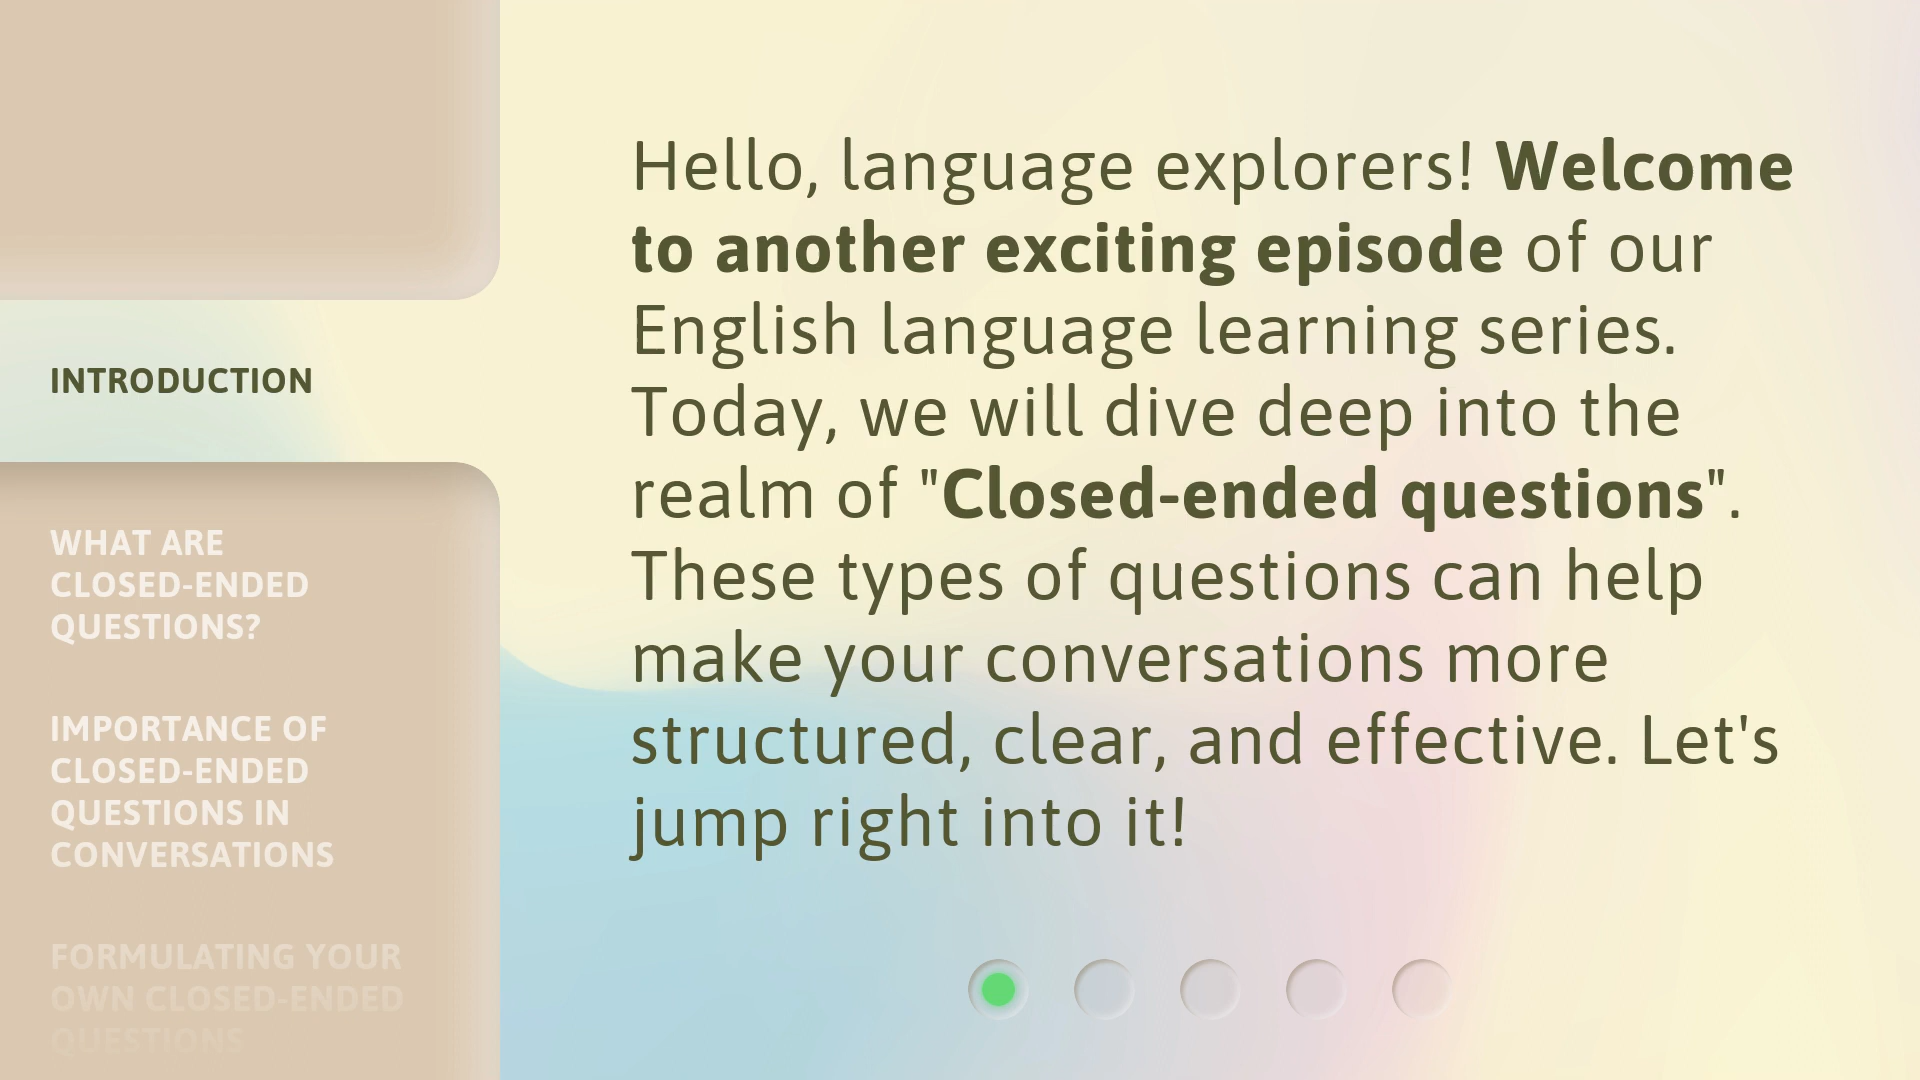 INTRODUCTION
WHAT ARE
CLOSED-ENDED
QUESTIONS?
IMPORTANCE OF
CLOSED-ENDED
QUESTIONS IN
CONVERSATIONS
FORMULATING YOUR
OWN CLOSED-ENDED
QUESTIONS
Hello, language explorers! Welcome
to another exciting episode of our
English language learning series.
Today, we will dive deep into the
realm of "Closed-ended questions".
These types of questions can help
make your conversations more
structured, clear, and effective. Let's
jump right into it!